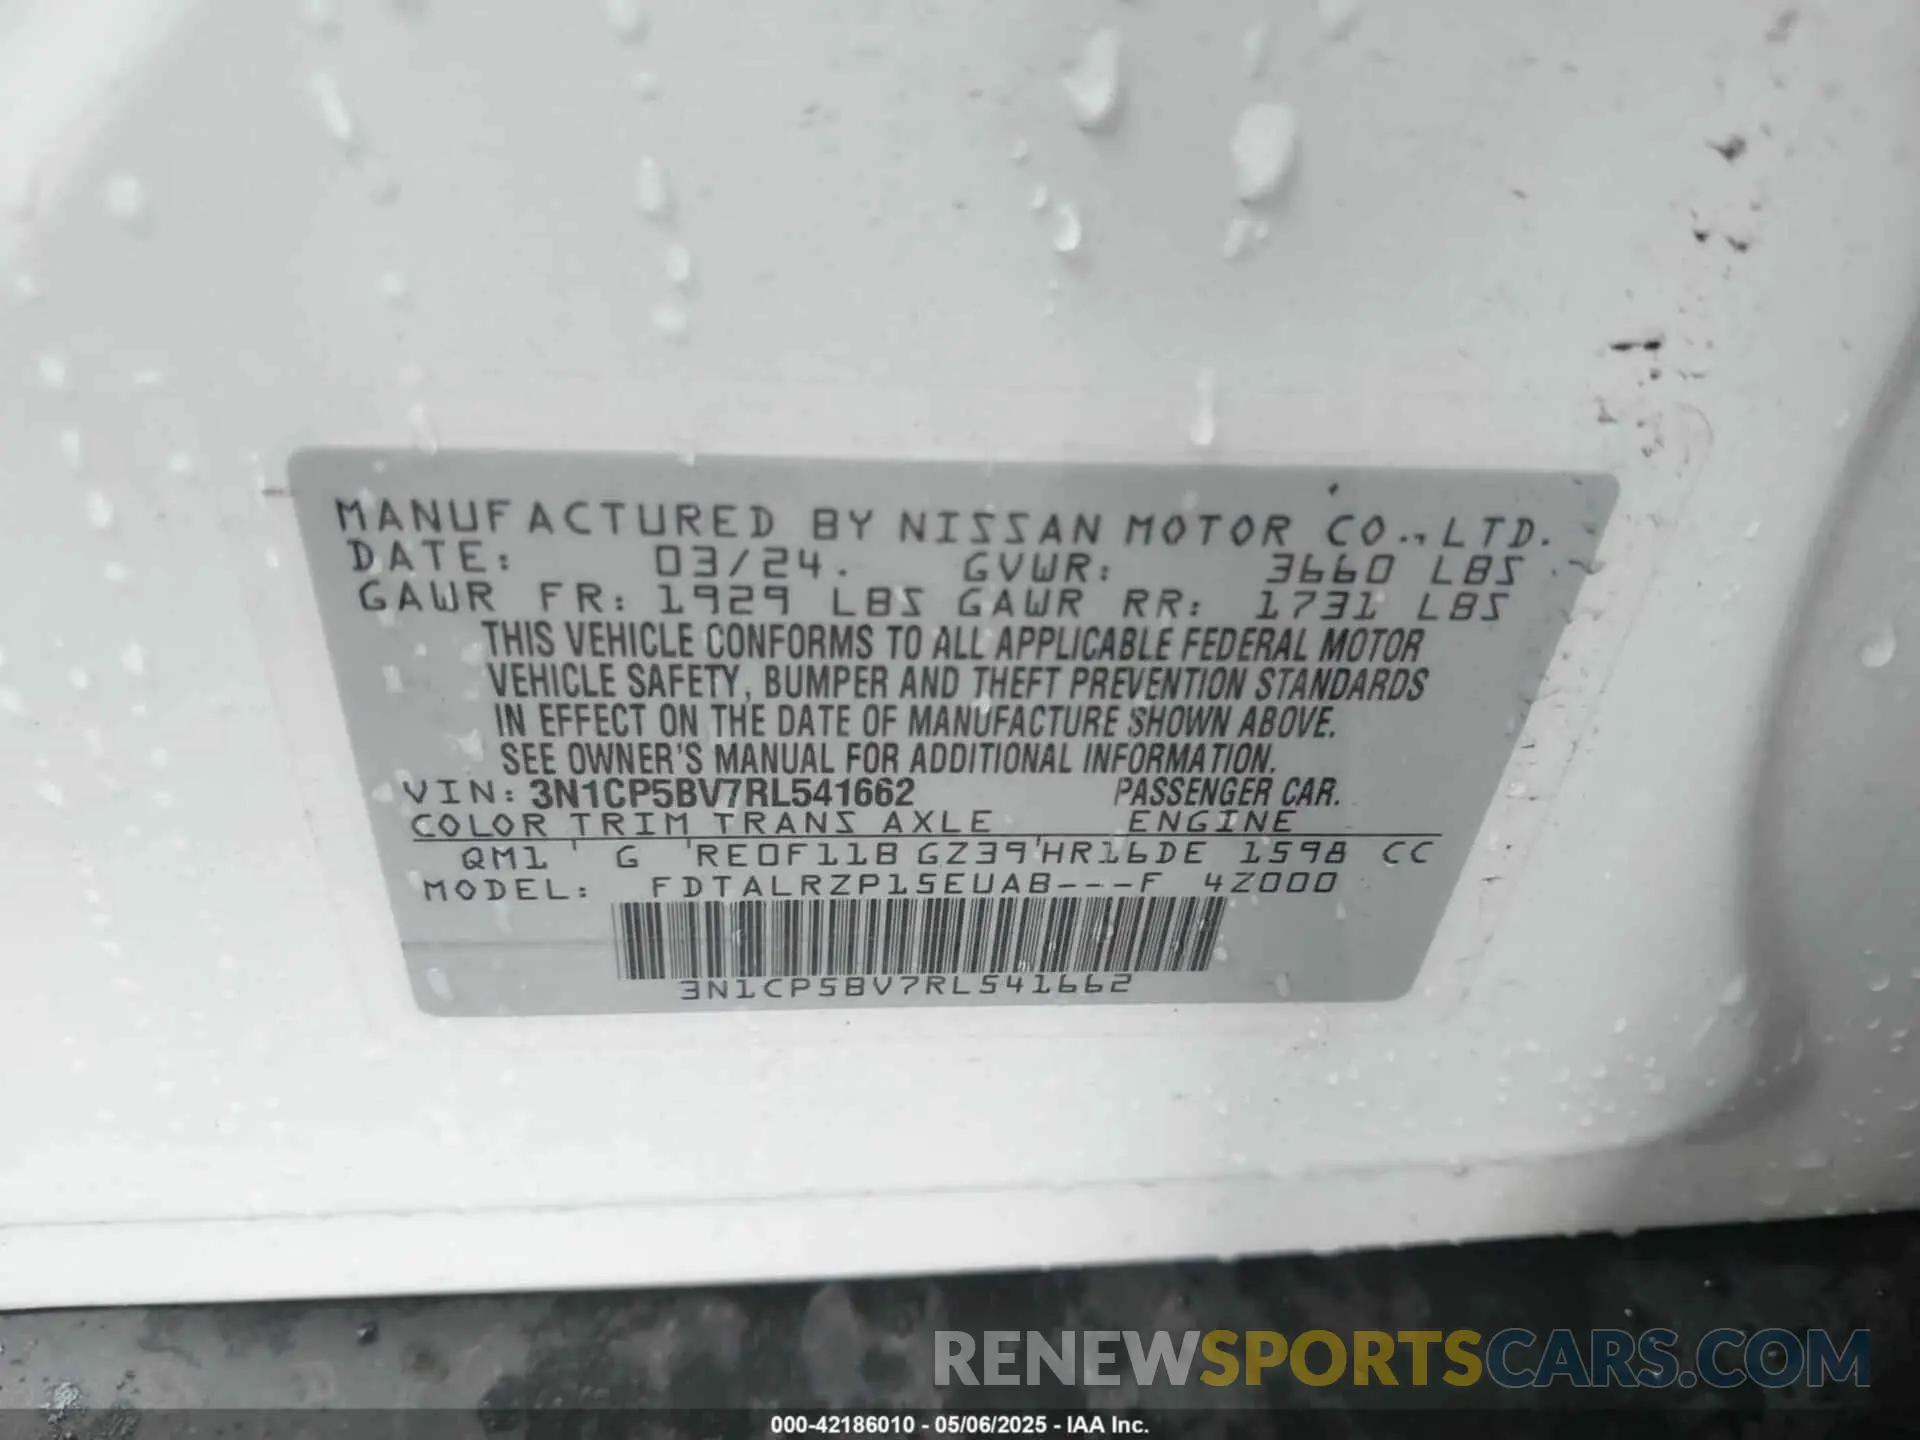 MANUFACTURED BY NISSAN MOTOR CO., LTD.
DATE: 03/24. GVWR: 3660 LBS
GAWR FR: 1929 LBS GAWR RR: 1731 LBS
THIS VEHICLE CONFORMS TO ALL APPLICABLE FEDERAL MOTOR
VEHICLE SAFETY, BUMPER AND THEFT PREVENTION STANDARDS
IN EFFECT ON THE DATE OF MANUFACTURE SHOWN ABOVE.
SEE OWNER'S MANUAL FOR ADDITIONAL INFORMATION.
VIN: 3N1CP5BV7RL541662 PASSENGER CAR.
COLOR TRIM TRANS AXLE ENGINE
QM1 ' G 'RE0F11B GZ39'HR16DE 1598 CC
MODEL: FDTALRZP15EUAB---F 4Z000
3N1CP5BV7RL541662
RENEWSPORTSCARS.COM
000-42186010 - 05/06/2025 - IAA Inc.